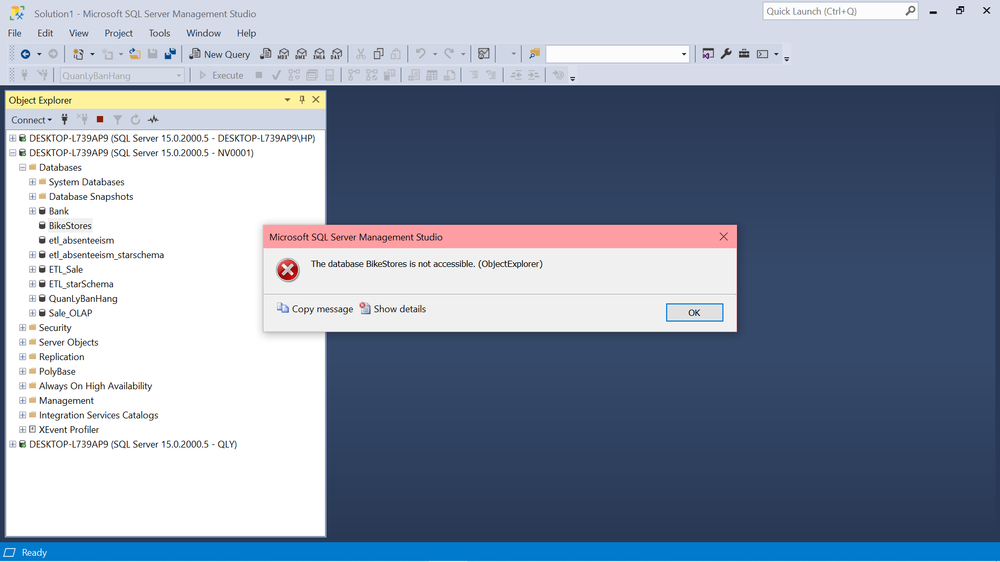 Solution1 - Microsoft SQL Server Management Studio
Quick Launch (Ctrl+Q)
File Edit View Project Tools Window Help
New Query MDX DMX XMLA DAX
QuanLyBanHang Execute
Object Explorer
Connect
DESKTOP-L739AP9 (SQL Server 15.0.2000.5 - DESKTOP-L739AP9\HP)
DESKTOP-L739AP9 (SQL Server 15.0.2000.5 - NV0001)
Databases
System Databases
Database Snapshots
Bank
BikeStores
etl_absenteeism
etl_absenteeism_starschema
ETL_Sale
ETL_starSchema
QuanLyBanHang
Sale_OLAP
Security
Server Objects
Replication
PolyBase
Always On High Availability
Management
Integration Services Catalogs
XEvent Profiler
DESKTOP-L739AP9 (SQL Server 15.0.2000.5 - QLY)
Microsoft SQL Server Management Studio
The database BikeStores is not accessible. (ObjectExplorer)
Copy message Show details
OK
Ready